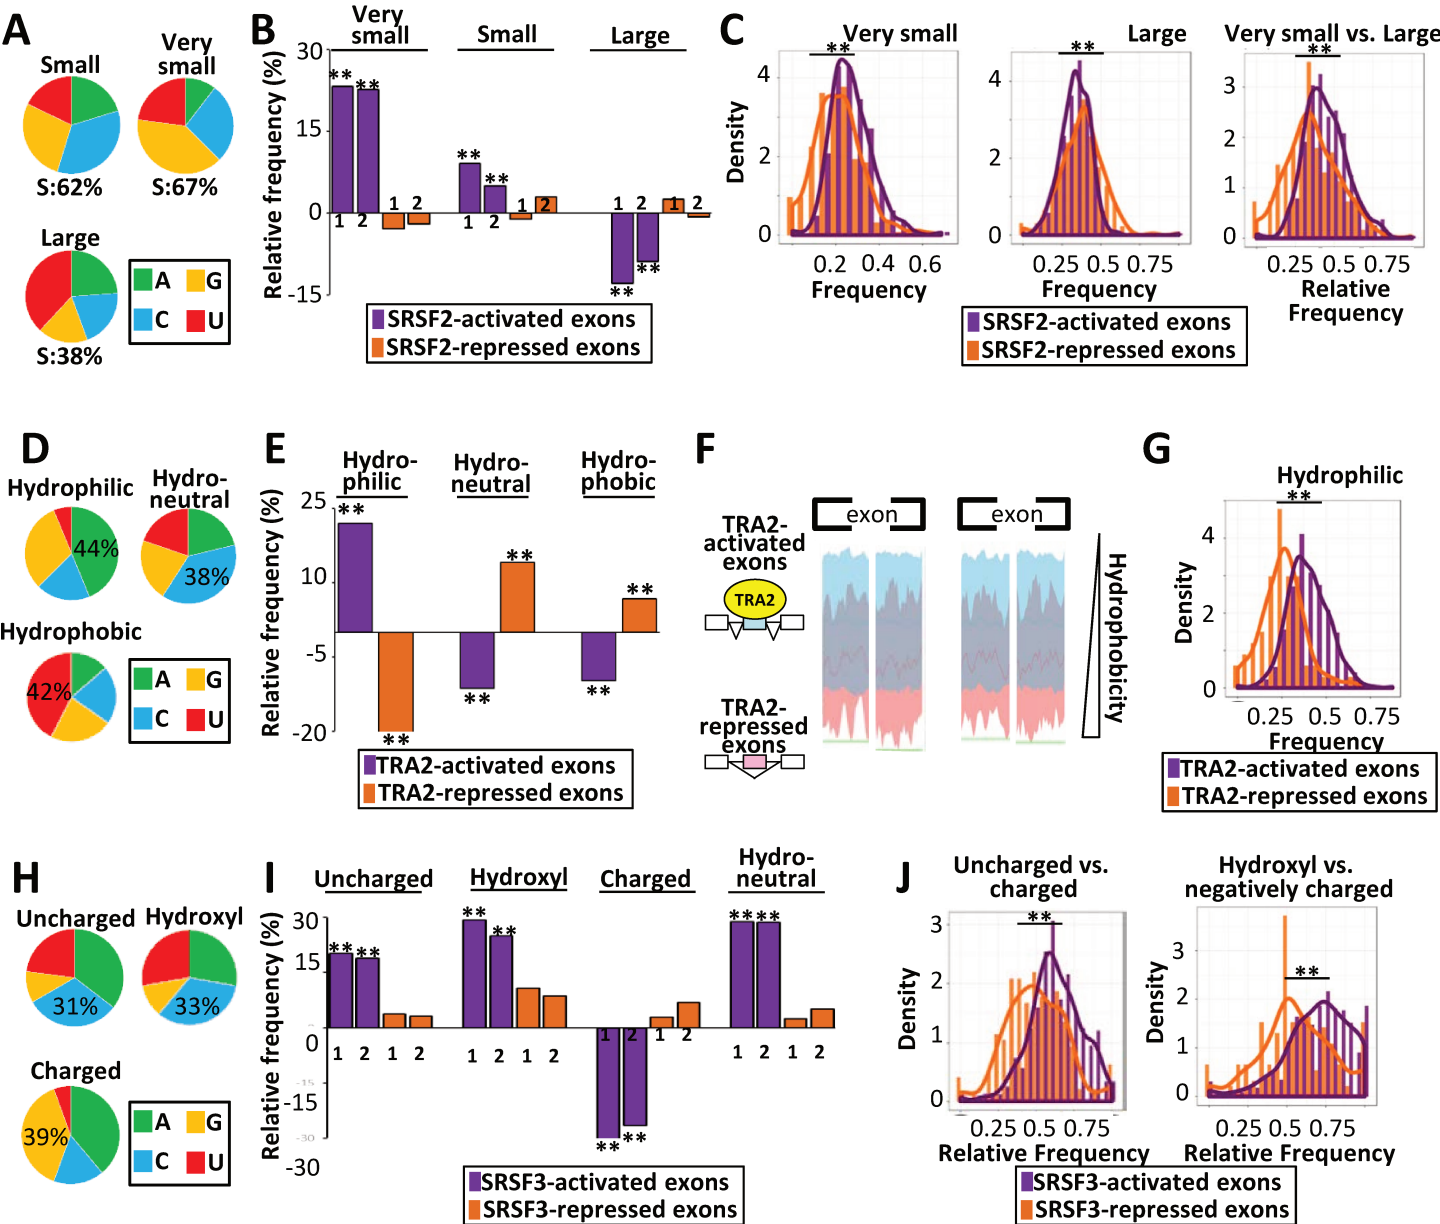 A
Small
Very
small
S:62%
S:67%
Large
S:38%
A
G
C
U
B
Very
small
Small
Large
Relative frequency (%)
30
15
0
-15
** **
** **
** **
1 2 1 2
1 2 1 2
1 2 1 2
SRSF2-activated exons
SRSF2-repressed exons
C
Very small
Large
Very small vs. Large
**
**
**
Density
4
2
1
0
0.2 0.4 0.6
Frequency
4
2
0
0.25 0.5 0.75
Frequency
3
2
1
0
0.25 0.5 0.75
Relative
Frequency
SRSF2-activated exons
SRSF2-repressed exons
D
Hydrophilic
Hydro-
neutral
44%
38%
Hydrophobic
42%
A
G
C
U
E
Hydro-
philic
Hydro-
neutral
Hydro-
phobic
Relative frequency (%)
25
10
-5
-20
**
**
**
**
**
**
TRA2-activated exons
TRA2-repressed exons
F
exon
exon
TRA2-
activated
exons
TRA2
TRA2-
repressed
exons
Hydrophobicity
G
Hydrophilic
**
Density
4
2
0
0.25 0.5 0.75
Frequency
TRA2-activated exons
TRA2-repressed exons
H
Uncharged
Hydroxyl
31%
33%
Charged
39%
A
G
C
U
I
Uncharged
Hydroxyl
Charged
Hydro-
neutral
Relative frequency (%)
30
15
0
-15
-15
-30
-30
** **
** **
** **
** **
1 2 1 2
1 2 1 2
1 2 1 2
1 2 1 2
SRSF3-activated exons
SRSF3-repressed exons
J
Uncharged vs.
charged
Hydroxyl vs.
negatively charged
**
**
Density
3
2
1
0
0.25 0.5 0.75
Relative Frequency
Density
3
2
1
0
0.25 0.5 0.75
Relative Frequency
SRSF3-activated exons
SRSF3-repressed exons